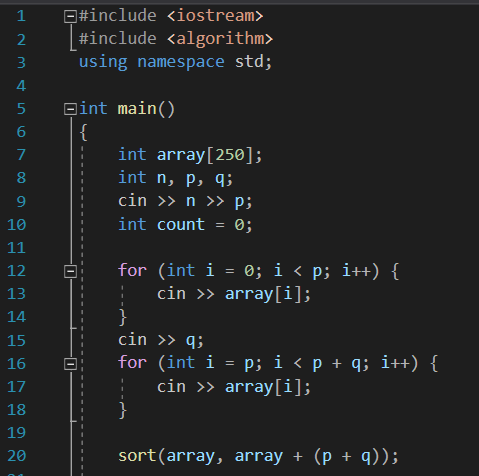 1 #include <iostream>
2 #include <algorithm>
3 using namespace std;
4
5 int main()
6 {
7 int array[250];
8 int n, p, q;
9 cin >> n >> p;
10 int count = 0;
11
12 for (int i = 0; i < p; i++) {
13 cin >> array[i];
14 }
15 cin >> q;
16 for (int i = p; i < p + q; i++) {
17 cin >> array[i];
18 }
19
20 sort(array, array + (p + q));